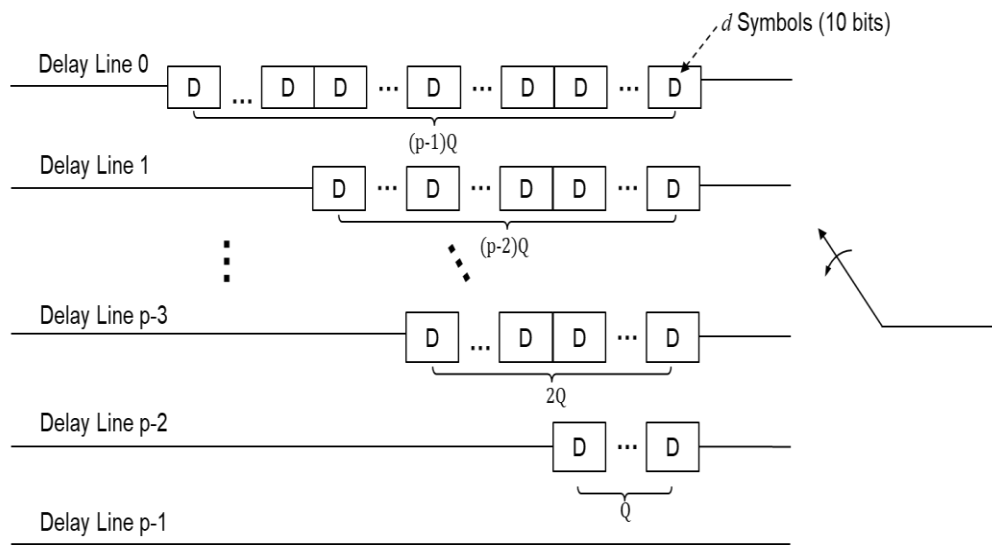 d Symbols (10 bits)
Delay Line 0
D ... D D ... D ... D D ... D
(p-1)Q
Delay Line 1
D ... D ... D D ... D
(p-2)Q
Delay Line p-3
D ... D D ... D
2Q
Delay Line p-2
D ... D
Q
Delay Line p-1